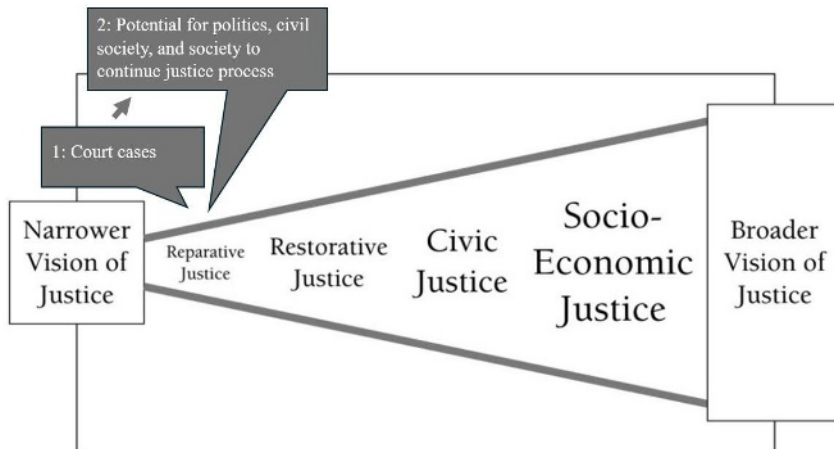 2: Potential for politics, civil
society, and society to
continue justice process
1: Court cases
Narrower
Vision of
Justice
Reparative
Justice
Restorative
Justice
Civic
Justice
Socio-
Economic
Justice
Broader
Vision of
Justice